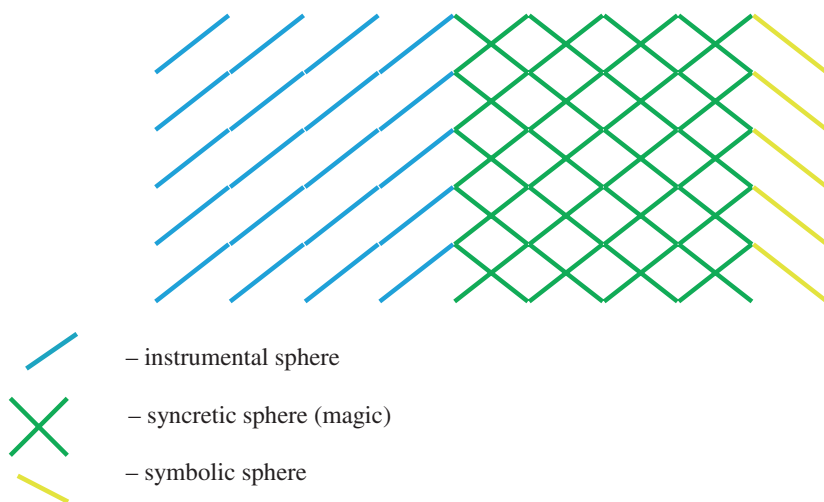 – instrumental sphere
– syncretic sphere (magic)
– symbolic sphere